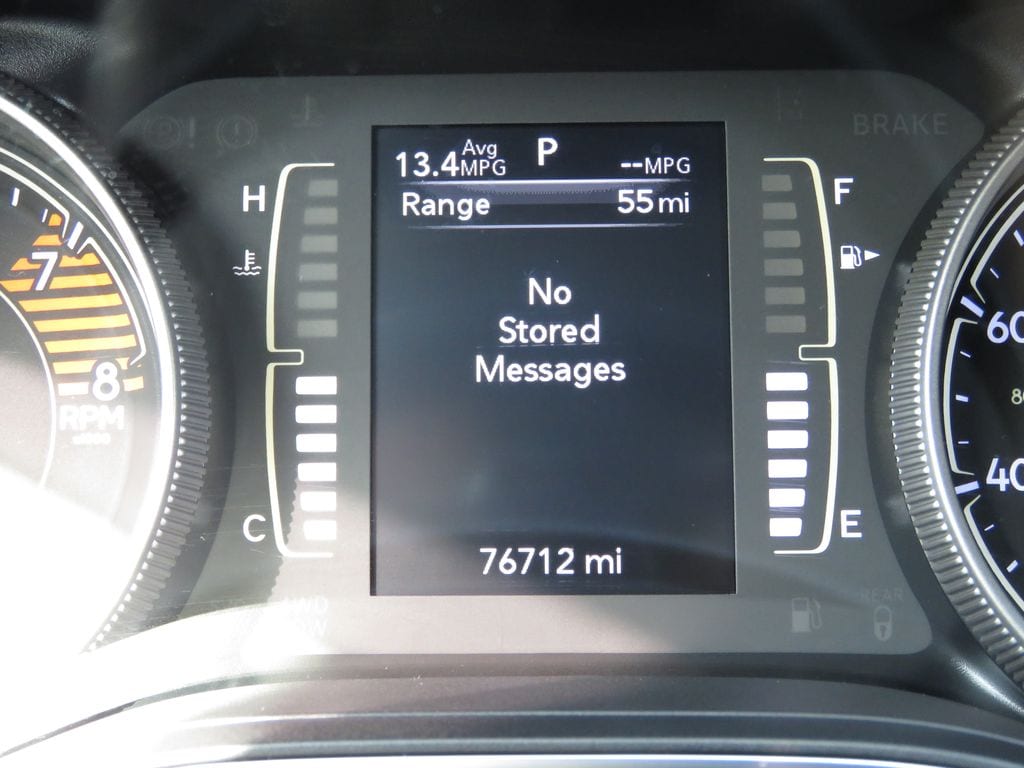 BRAKE
13.4 Avg MPG P --MPG
Range 55 mi
H F
7
No
Stored
Messages
60
8
RPM
40
C E
76712 mi
REAR